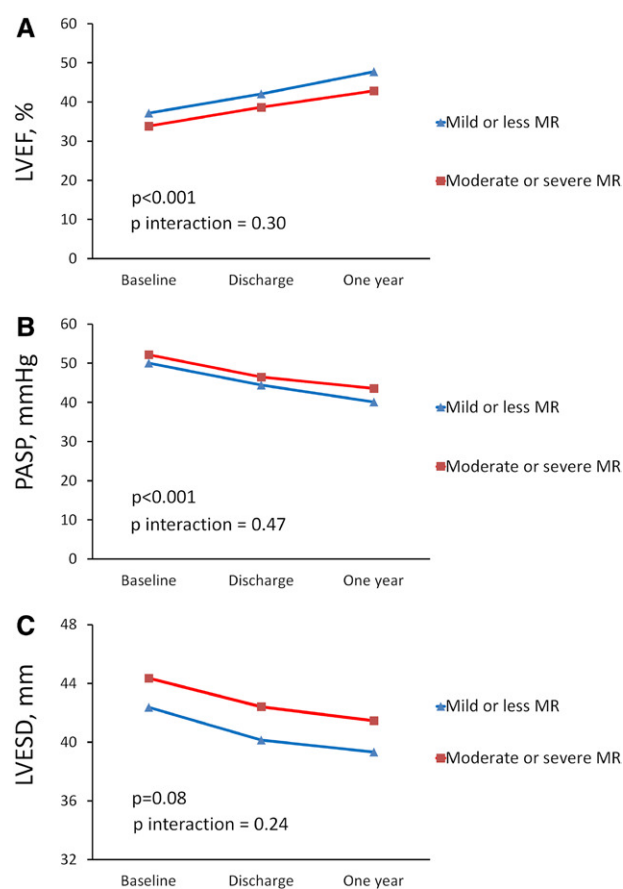 A
60
50
40
30
20
10
0
LVEF, %
p<0.001
p interaction = 0.30
Baseline Discharge One year
Mild or less MR
Moderate or severe MR
B
60
50
40
30
20
10
0
PASP, mmHg
p<0.001
p interaction = 0.47
Baseline Discharge One year
Mild or less MR
Moderate or severe MR
C
48
44
40
36
32
LVESD, mm
p=0.08
p interaction = 0.24
Baseline Discharge One year
Mild or less MR
Moderate or severe MR